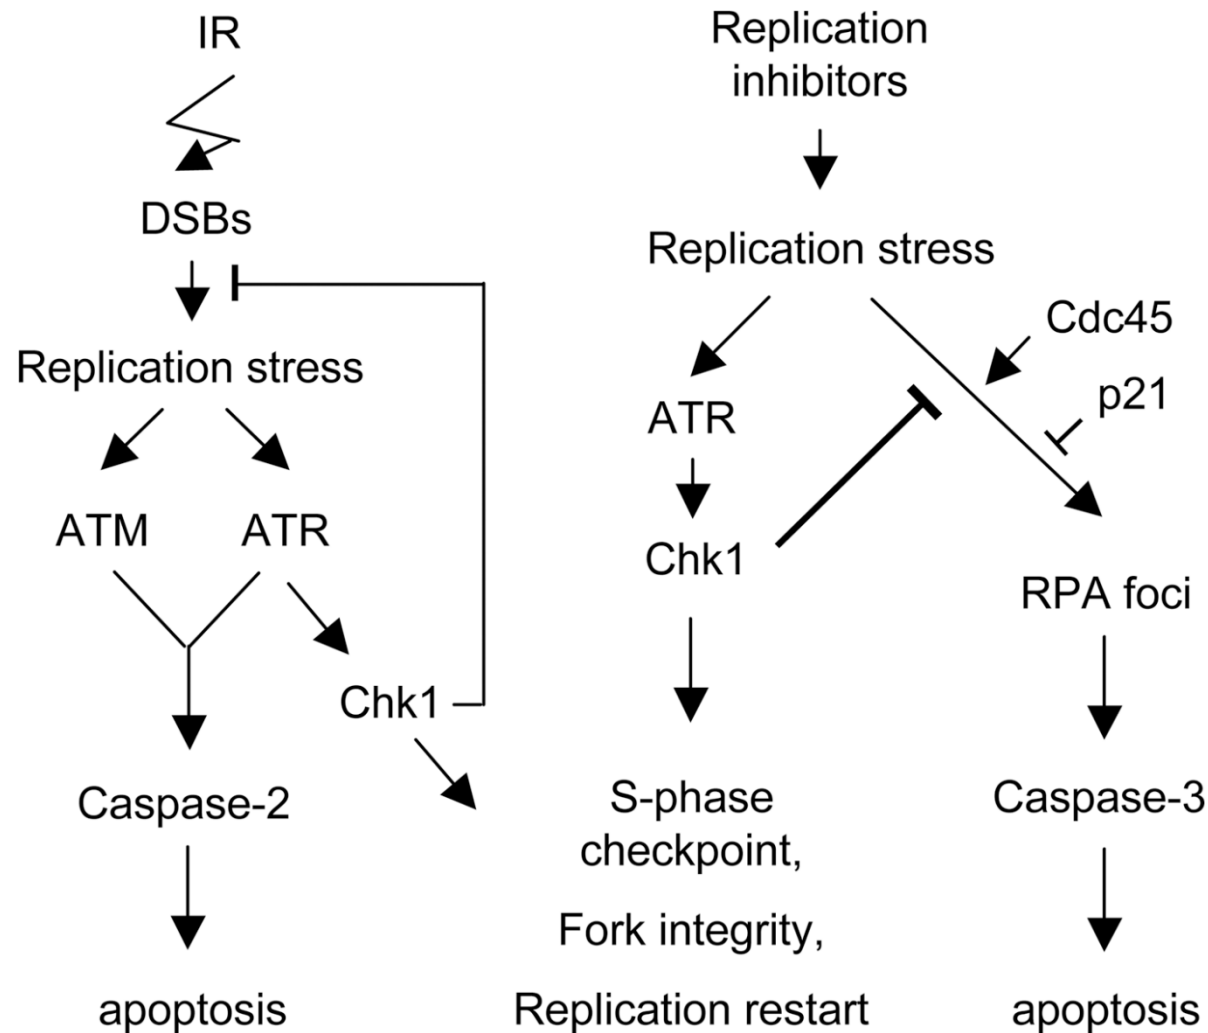 IR
DSBs
Replication stress
ATM
ATR
Chk1
Caspase-2
apoptosis
Replication
inhibitors
Replication stress
Cdc45
p21
ATR
Chk1
RPA foci
S-phase
checkpoint,
Fork integrity,
Replication restart
Caspase-3
apoptosis